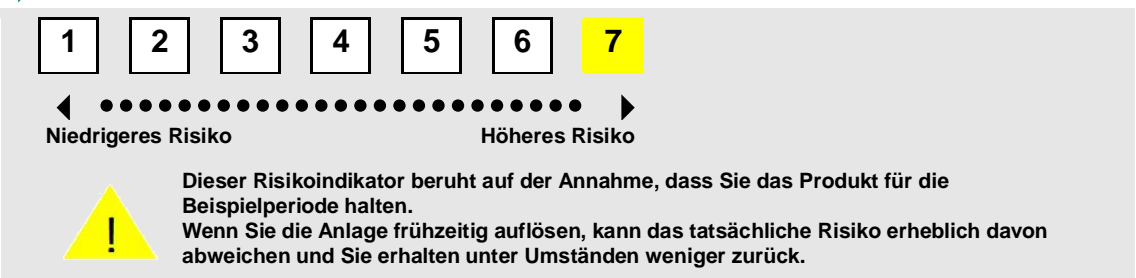 1 2 3 4 5 6 7
Niedrigeres Risiko Höheres Risiko
Dieser Risikoindikator beruht auf der Annahme, dass Sie das Produkt für die
Beispielperiode halten.
! Wenn Sie die Anlage frühzeitig auflösen, kann das tatsächliche Risiko erheblich davon
abweichen und Sie erhalten unter Umständen weniger zurück.